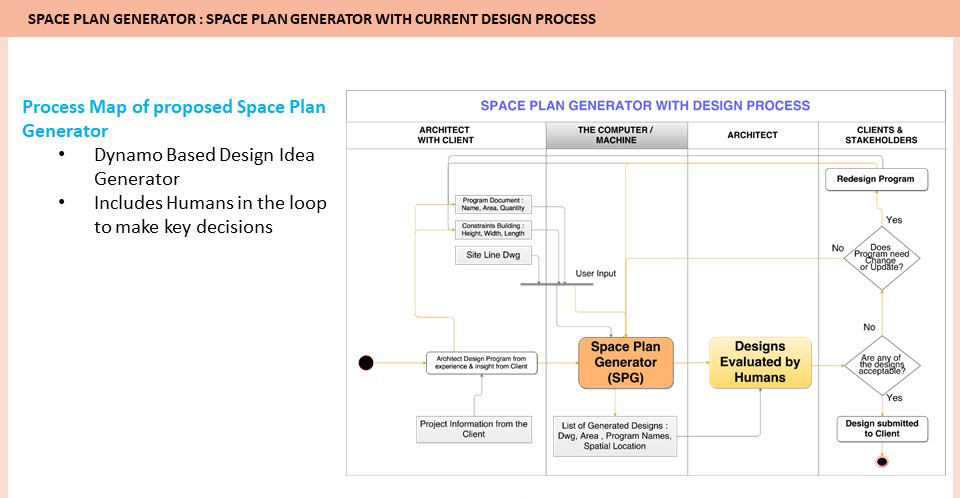 SPACE PLAN GENERATOR : SPACE PLAN GENERATOR WITH CURRENT DESIGN PROCESS
Process Map of proposed Space Plan
Generator
• Dynamo Based Design Idea
Generator
• Includes Humans in the loop
to make key decisions
SPACE PLAN GENERATOR WITH DESIGN PROCESS
ARCHITECT
WITH CLIENT
THE COMPUTER /
MACHINE
ARCHITECT
CLIENTS &
STAKEHOLDERS
Redesign Program
Program Document :
Name, Area, Quantity
Constraints Building :
Height, Width, Length
Site Line Dwg
User Input
Yes
No
Does
Program need
Change
or Update?
No
Architect Design Program from
experience & insight from Client
Space Plan
Generator
(SPG)
Designs
Evaluated by
Humans
Are any of
the designs
acceptable?
Yes
Project Information from the
Client
List of Generated Designs :
Dwg, Area , Program Names,
Spatial Location
Design submitted
to Client